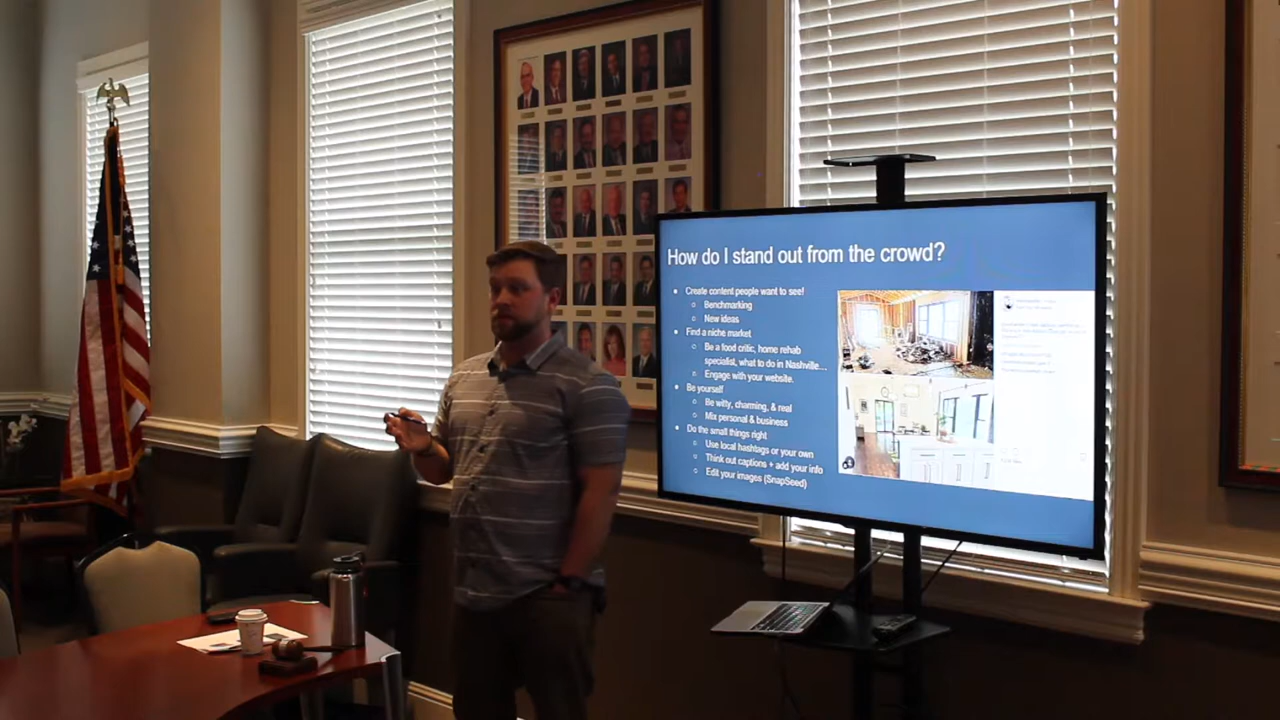 How do I stand out from the crowd?
Create content people want to see!
Benchmarking
New ideas
Find a niche market
Be a food critic, home rehab
specialist, what to do in Nashville...
Engage with your website.
Be yourself
Be witty, charming, & real
Mix personal & business
Do the small things right
Use local hashtags or your own
Think out captions + add your info
Edit your images (SnapSeed)